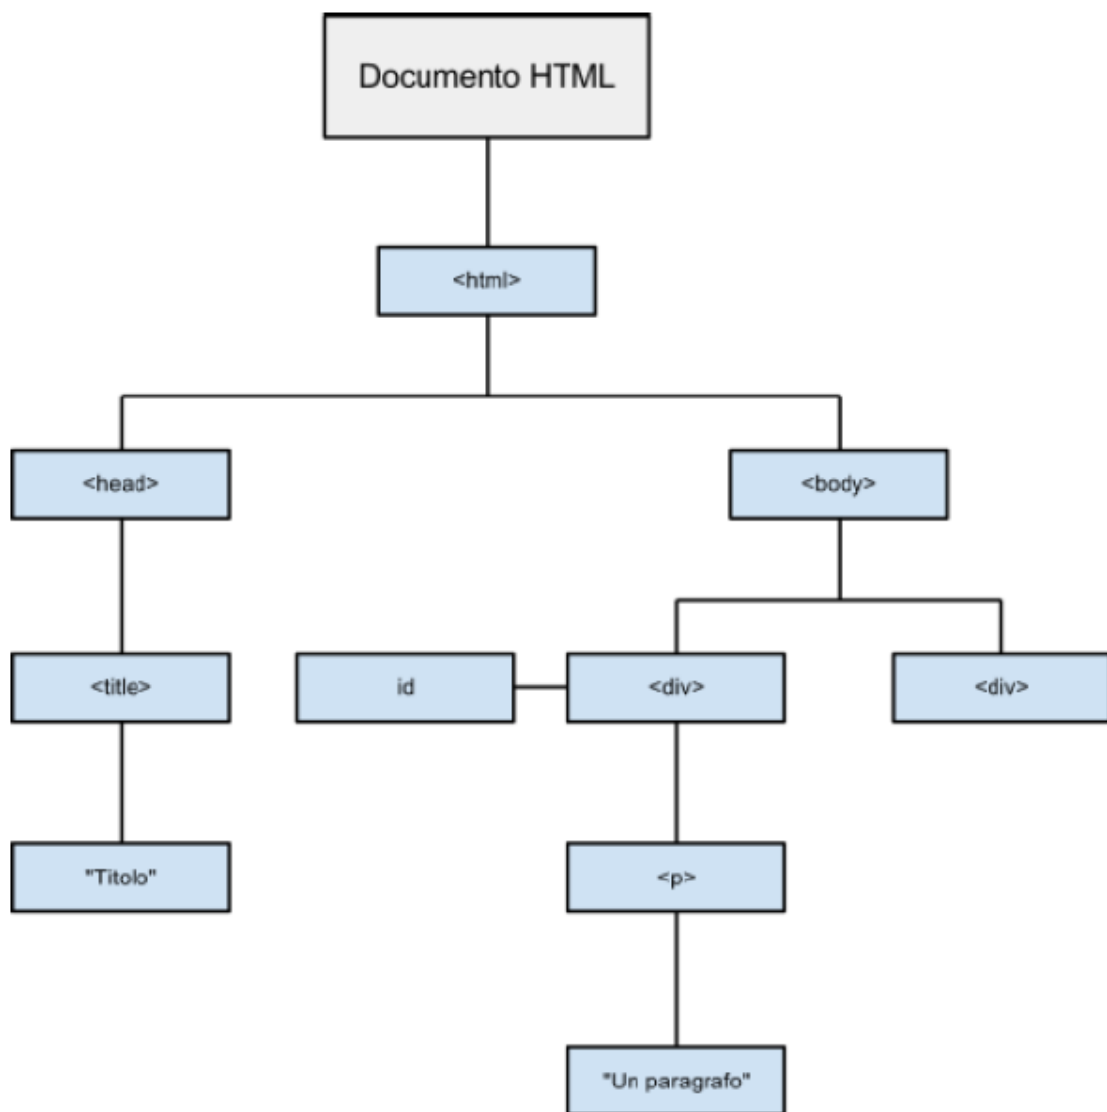 Documento HTML
<html>
<head>
<body>
<title>
id
<div>
<div>
"Titolo"
<p>
"Un paragrafo"